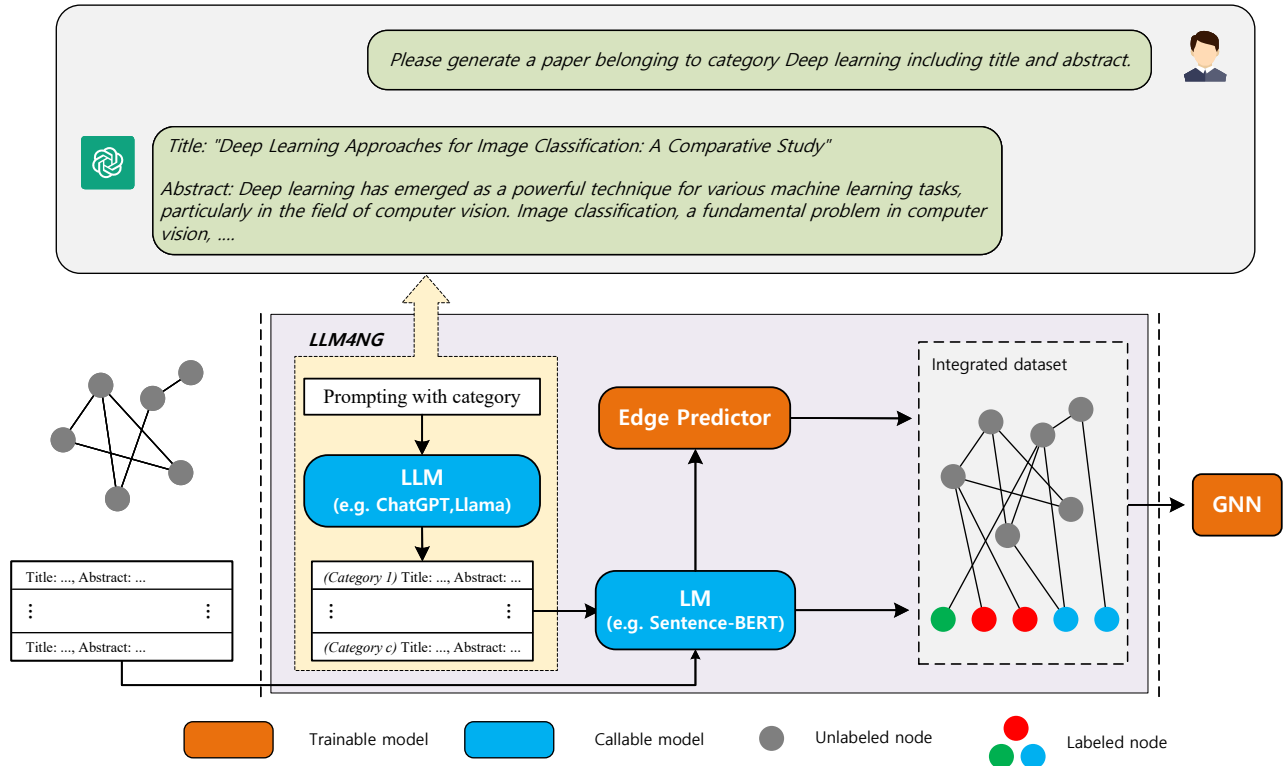 Please generate a paper belonging to category Deep learning including title and abstract.
Title: "Deep Learning Approaches for Image Classification: A Comparative Study"
Abstract: Deep learning has emerged as a powerful technique for various machine learning tasks,
particularly in the field of computer vision. Image classification, a fundamental problem in computer
vision, ....
LLM4NG
Prompting with category
LLM
(e.g. ChatGPT,Llama)
(Category 1) Title: ..., Abstract: ...
(Category c) Title: ..., Abstract: ...
Title: ..., Abstract: ...
Title: ..., Abstract: ...
Edge Predictor
LM
(e.g. Sentence-BERT)
Integrated dataset
GNN
Trainable model
Callable model
Unlabeled node
Labeled node